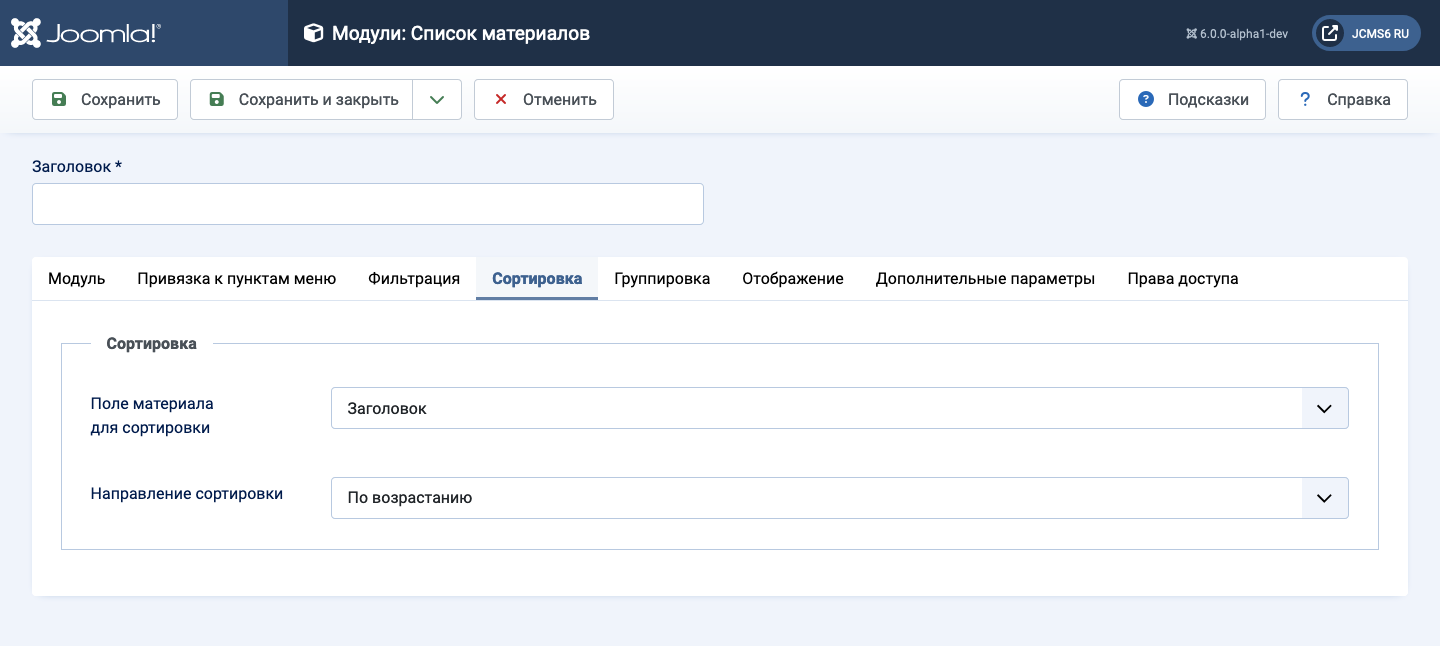 Joomla!®
Модули: Список материалов
6.0.0-alpha1-dev
JCMS6 RU
Сохранить
Сохранить и закрыть
Отменить
Подсказки
? Справка
Заголовок *
Модуль
Привязка к пунктам меню
Фильтрация
Сортировка
Группировка
Отображение
Дополнительные параметры
Права доступа
Сортировка
Поле материала
для сортировки
Заголовок
Направление сортировки
По возрастанию